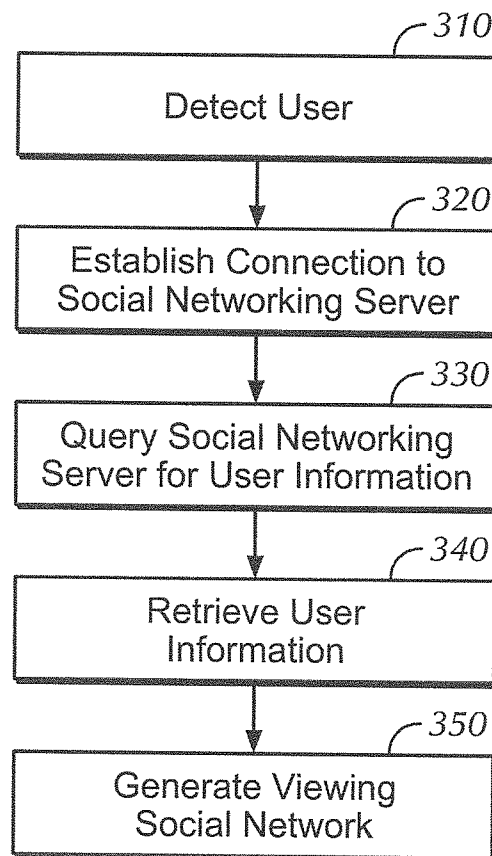 310
Detect User
320
Establish Connection to
Social Networking Server
330
Query Social Networking
Server for User Information
340
Retrieve User
Information
350
Generate Viewing
Social Network